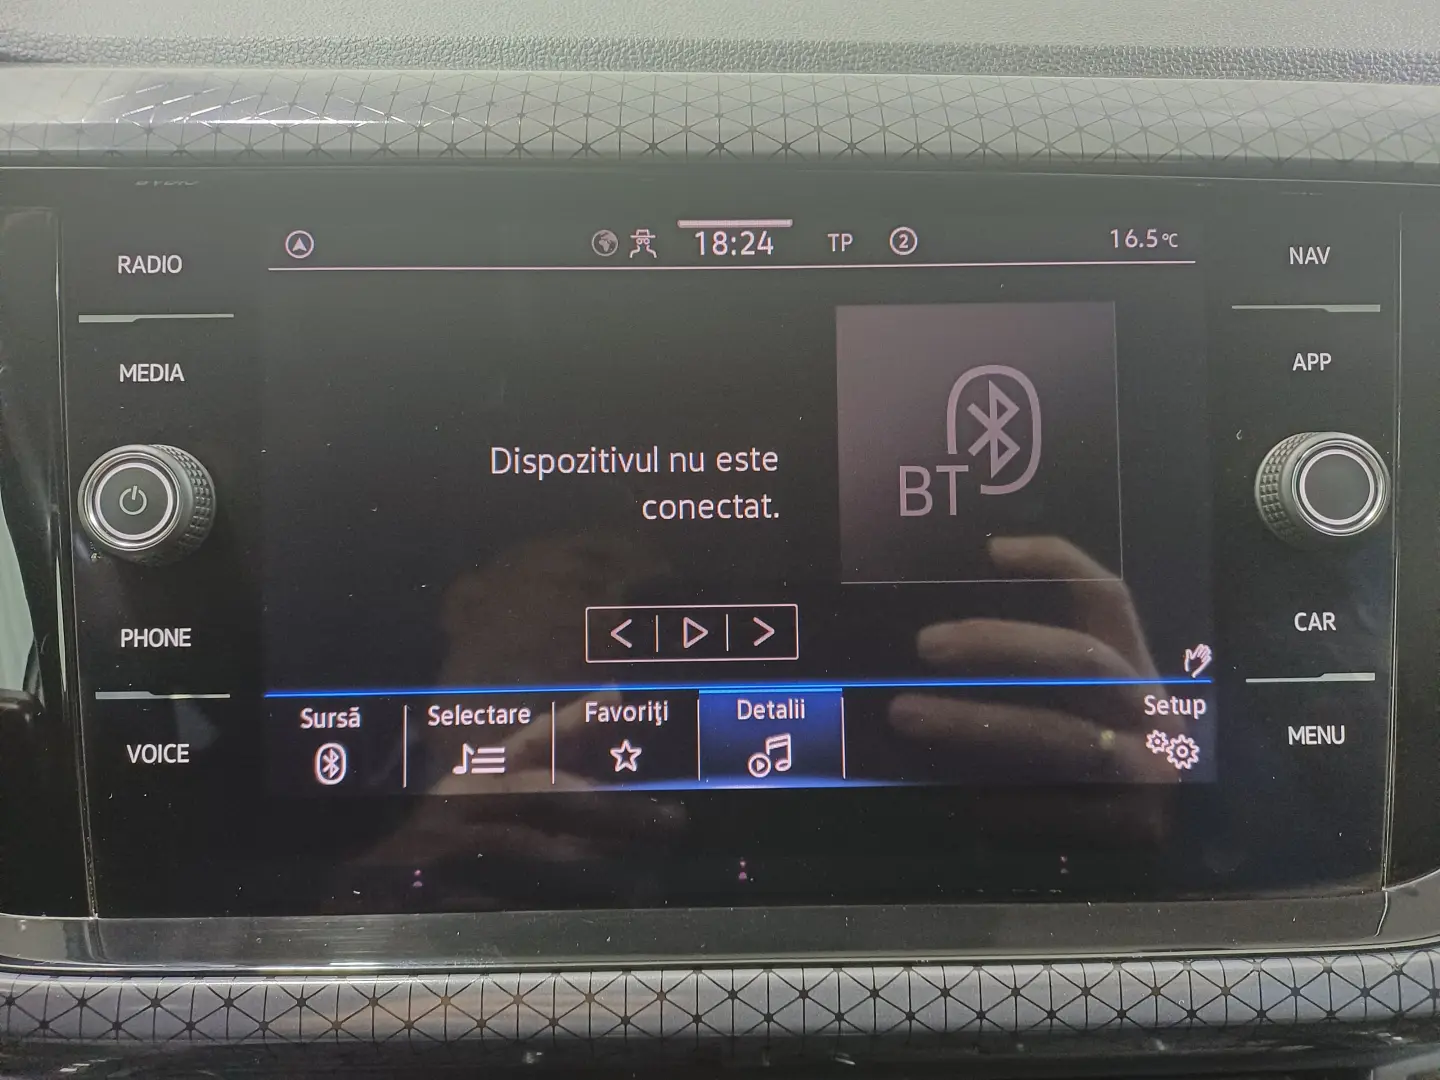 RADIO
MEDIA
PHONE
VOICE
18:24
TP
2
16.5°C
Dispozitivul nu este
conectat.
BT
Sursă
Selectare
Favoriţi
Detalii
Setup
NAV
APP
CAR
MENU